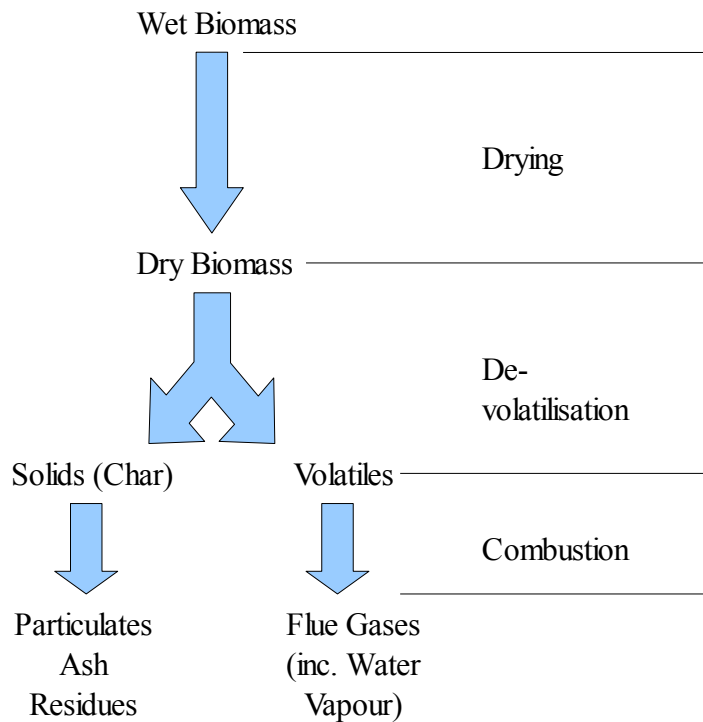 Wet Biomass
Drying
Dry Biomass
De-
volatilisation
Solids (Char)
Volatiles
Combustion
Particulates
Ash
Residues
Flue Gases
(inc. Water
Vapour)